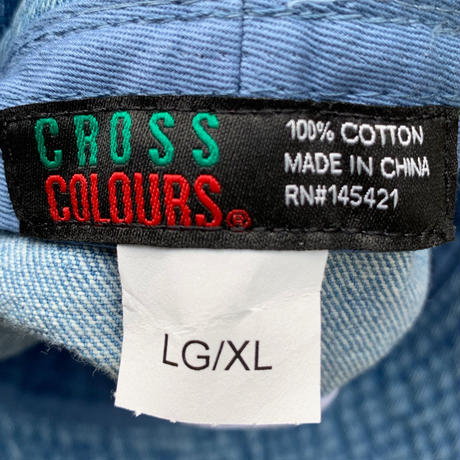 CROSS
COLOURS®
100% COTTON
MADE IN CHINA
RN#145421
LG/XL